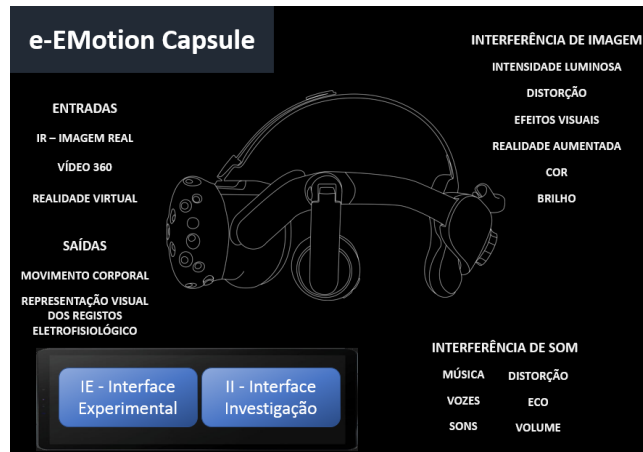 e-EMotion Capsule
ENTRADAS
IR – IMAGEM REAL
VÍDEO 360
REALIDADE VIRTUAL
SAÍDAS
MOVIMENTO CORPORAL
REPRESENTAÇÃO VISUAL
DOS REGISTOS
ELETROFISIOLÓGICO
IE - Interface
Experimental
II - Interface
Investigação
INTERFERÊNCIA DE IMAGEM
INTENSIDADE LUMINOSA
DISTORÇÃO
EFEITOS VISUAIS
REALIDADE AUMENTADA
COR
BRILHO
INTERFERÊNCIA DE SOM
MÚSICA DISTORÇÃO
VOZES ECO
SONS VOLUME